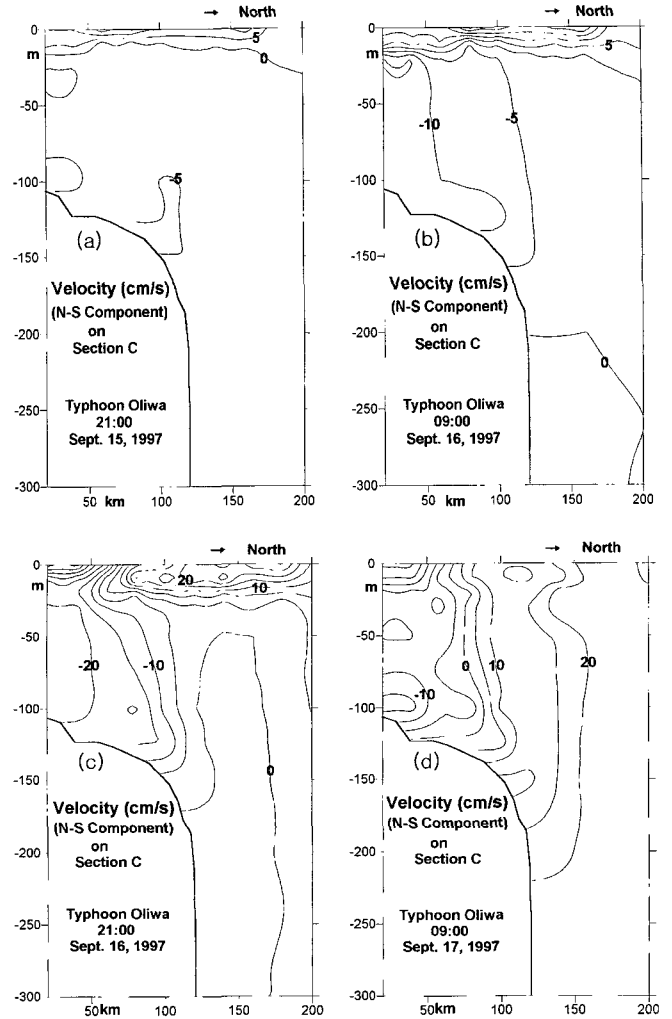 → North
0
m
-50
-100
-150
-200
-250
-300
5
0
-5
(a)
Velocity (cm/s)
(N-S Component)
on
Section C
Typhoon Oliwa
21:00
Sept. 15, 1997
50 km 100 150 200
→ North
0
m
-50
-100
-150
-200
-250
-300
5
-10
-5
0
(b)
Velocity (cm/s)
(N-S Component)
on
Section C
Typhoon Oliwa
09:00
Sept. 16, 1997
50 km 100 150 200
→ North
0
m
-50
-100
-150
-200
-250
-300
20
10
-20
-10
0
(c)
Velocity (cm/s)
(N-S Component)
on
Section C
Typhoon Oliwa
21:00
Sept. 16, 1997
50km 100 150 200
→ North
0
m
-50
-100
-150
-200
-250
-300
0
10
20
-10
(d)
Velocity (cm/s)
(N-S Component)
on
Section C
Typhoon Oliwa
09:00
Sept. 17, 1997
50 km 100 150 200